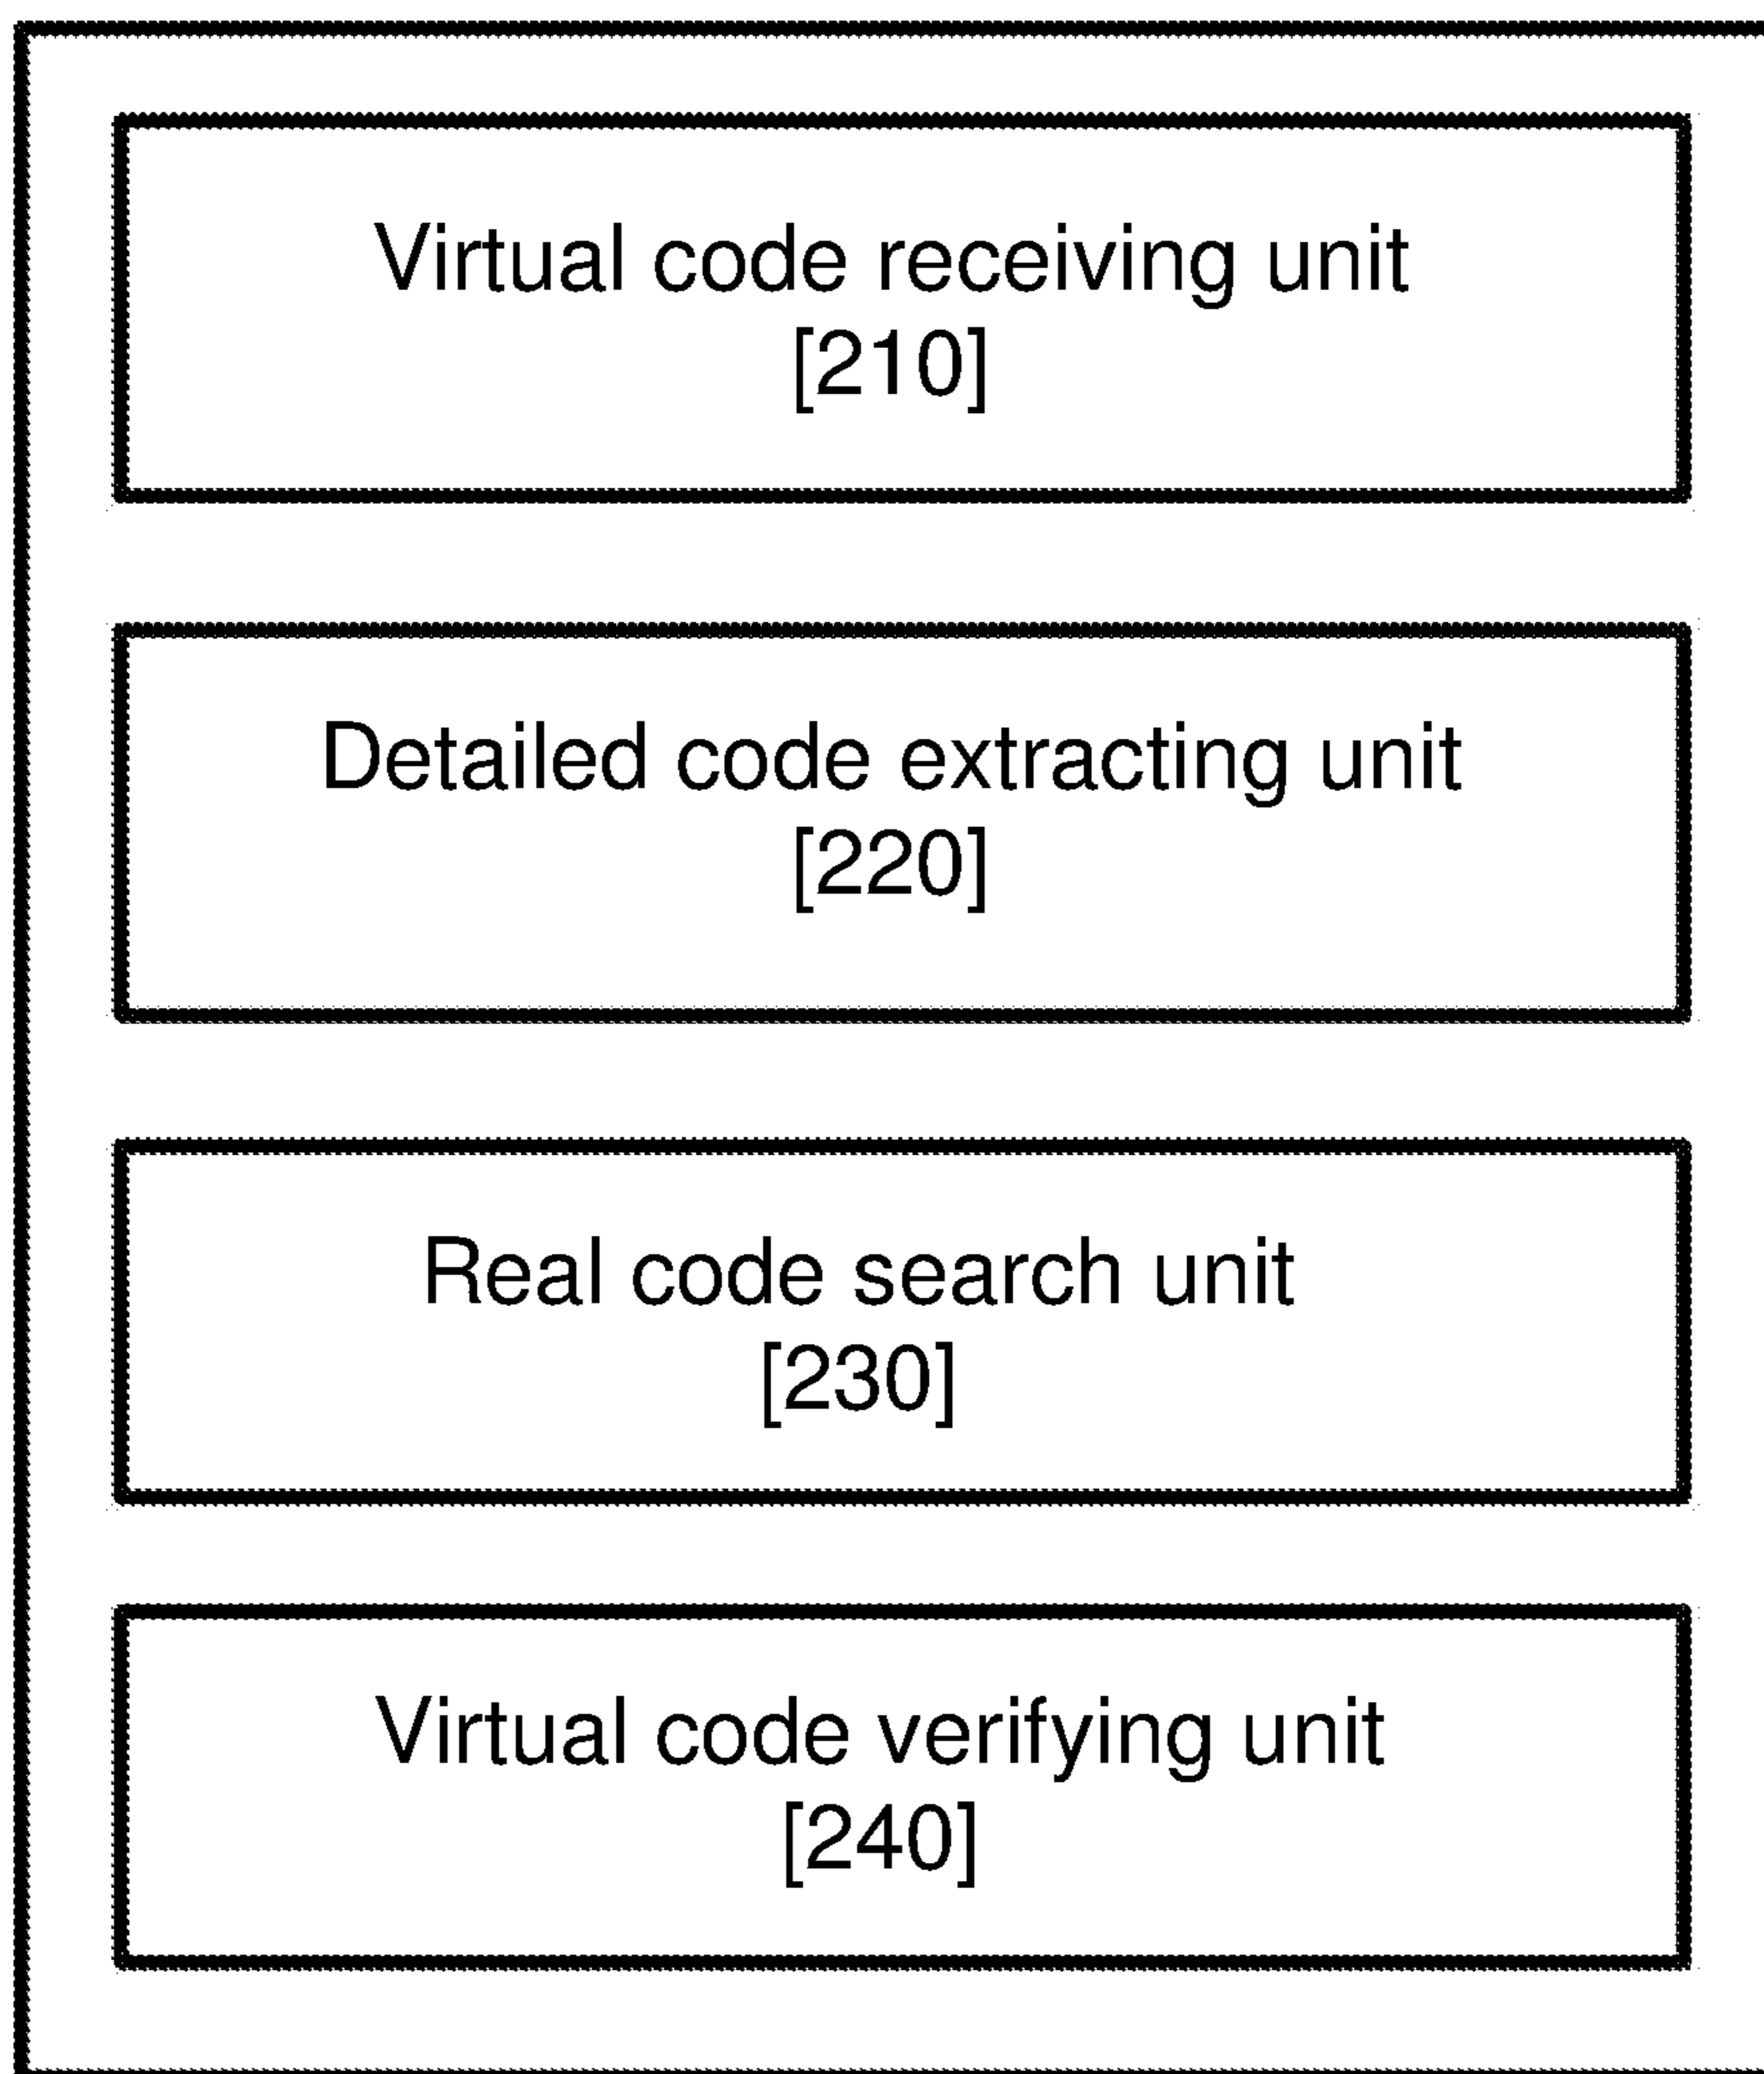 Virtual code receiving unit
[210]
Detailed code extracting unit
[220]
Real code search unit
[230]
Virtual code verifying unit
[240]